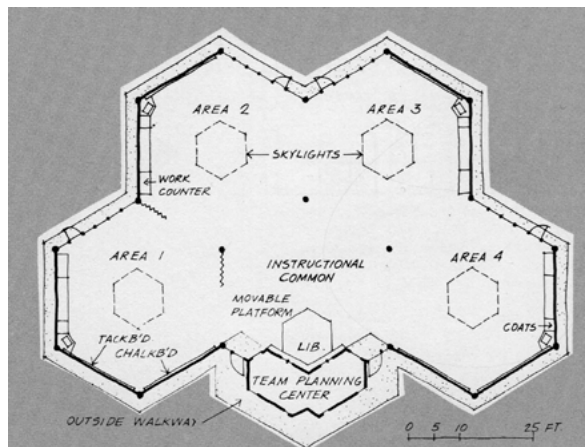 AREA 2
AREA 3
SKYLIGHTS
WORK
COUNTER
AREA 1
AREA 4
INSTRUCTIONAL
COMMON
MOVABLE
PLATFORM
COATS
LIB.
TACKB'D
CHALKB'D
TEAM PLANNING
CENTER
OUTSIDE WALKWAY
0 5 10 25 FT.